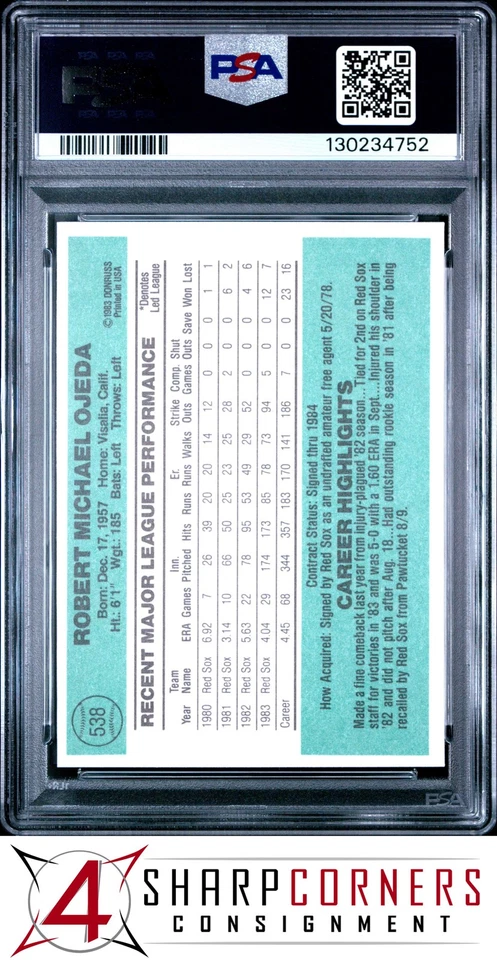 PSA
130234752
538
ROBERT MICHAEL OJEDA
Born: Dec. 17, 1957 Home: Visalia, Calif.
Ht.: 6'1" Wgt.: 185 Bats: Left Throws: Left
© 1983 DONRUSS
Printed in USA
RECENT MAJOR LEAGUE PERFORMANCE
*Denotes
Led League
Year Team Name ERA Games Inn. Pitched Hits Runs Er. Runs Walks Strike Outs Comp. Games Shut Outs Save Won Lost
1980 Red Sox 6.92 7 26 39 20 20 14 12 0 0 0 1 1
1981 Red Sox 3.14 10 66 50 25 23 25 28 2 0 0 6 2
1982 Red Sox 5.63 22 78 95 53 49 29 52 0 0 0 4 6
1983 Red Sox 4.04 29 174 173 85 78 73 94 5 0 0 12 7
Career 4.45 68 344 357 183 170 141 186 7 0 0 23 16
Contract Status: Signed thru 1984
How Acquired: Signed by Red Sox as an undrafted amateur free agent 5/20/78.
CAREER HIGHLIGHTS
Made a fine comeback last year from injury-plagued '82 season...Tied for 2nd on Red Sox
staff for victories in '83 and was 5-0 with a 1.60 ERA in Sept....Injured his shoulder in
'82 and did not pitch after Aug. 18...Had outstanding rookie season in '81 after being
recalled by Red Sox from Pawtucket 8/9.
PSA
4 SHARPCORNERS
CONSIGNMENT